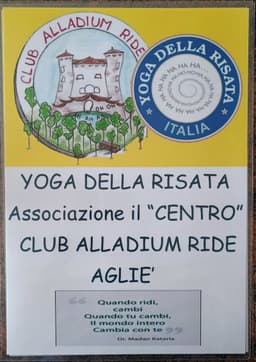 CLUB ALLADIUM RIDE
YOGA DELLA RISATA
ITALIA
YOGA DELLA RISATA
Associazione il “CENTRO”
CLUB ALLADIUM RIDE
AGLIE’
“ Quando ridi,
cambi
Quando tu cambi,
Il mondo intero
Cambia con te ”
Dr. Madan Kataria